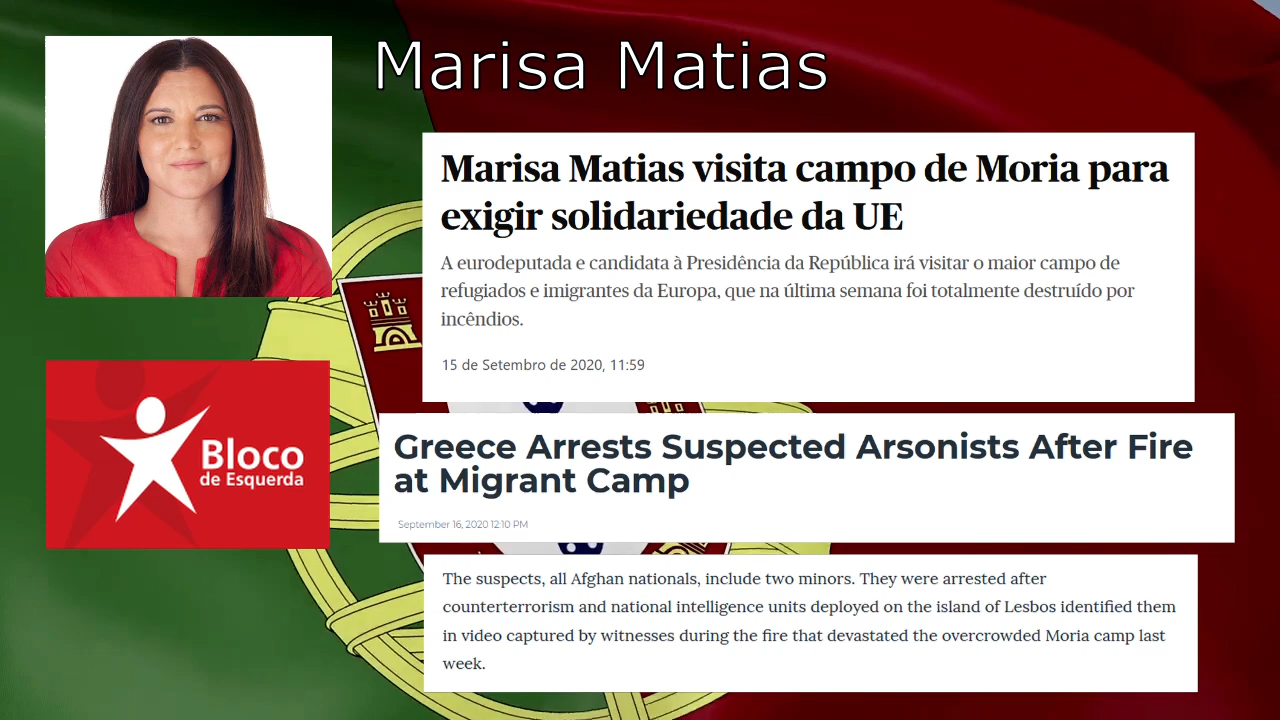 Marisa Matias
Marisa Matias visita campo de Moria para
exigir solidariedade da UE
A eurodeputada e candidata à Presidência da República irá visitar o maior campo de
refugiados e imigrantes da Europa, que na última semana foi totalmente destruído por
incêndios.
15 de Setembro de 2020, 11:59
Bloco
de Esquerda
Greece Arrests Suspected Arsonists After Fire
at Migrant Camp
September 16, 2020 12:10 PM
The suspects, all Afghan nationals, include two minors. They were arrested after
counterterrorism and national intelligence units deployed on the island of Lesbos identified them
in video captured by witnesses during the fire that devastated the overcrowded Moria camp last
week.